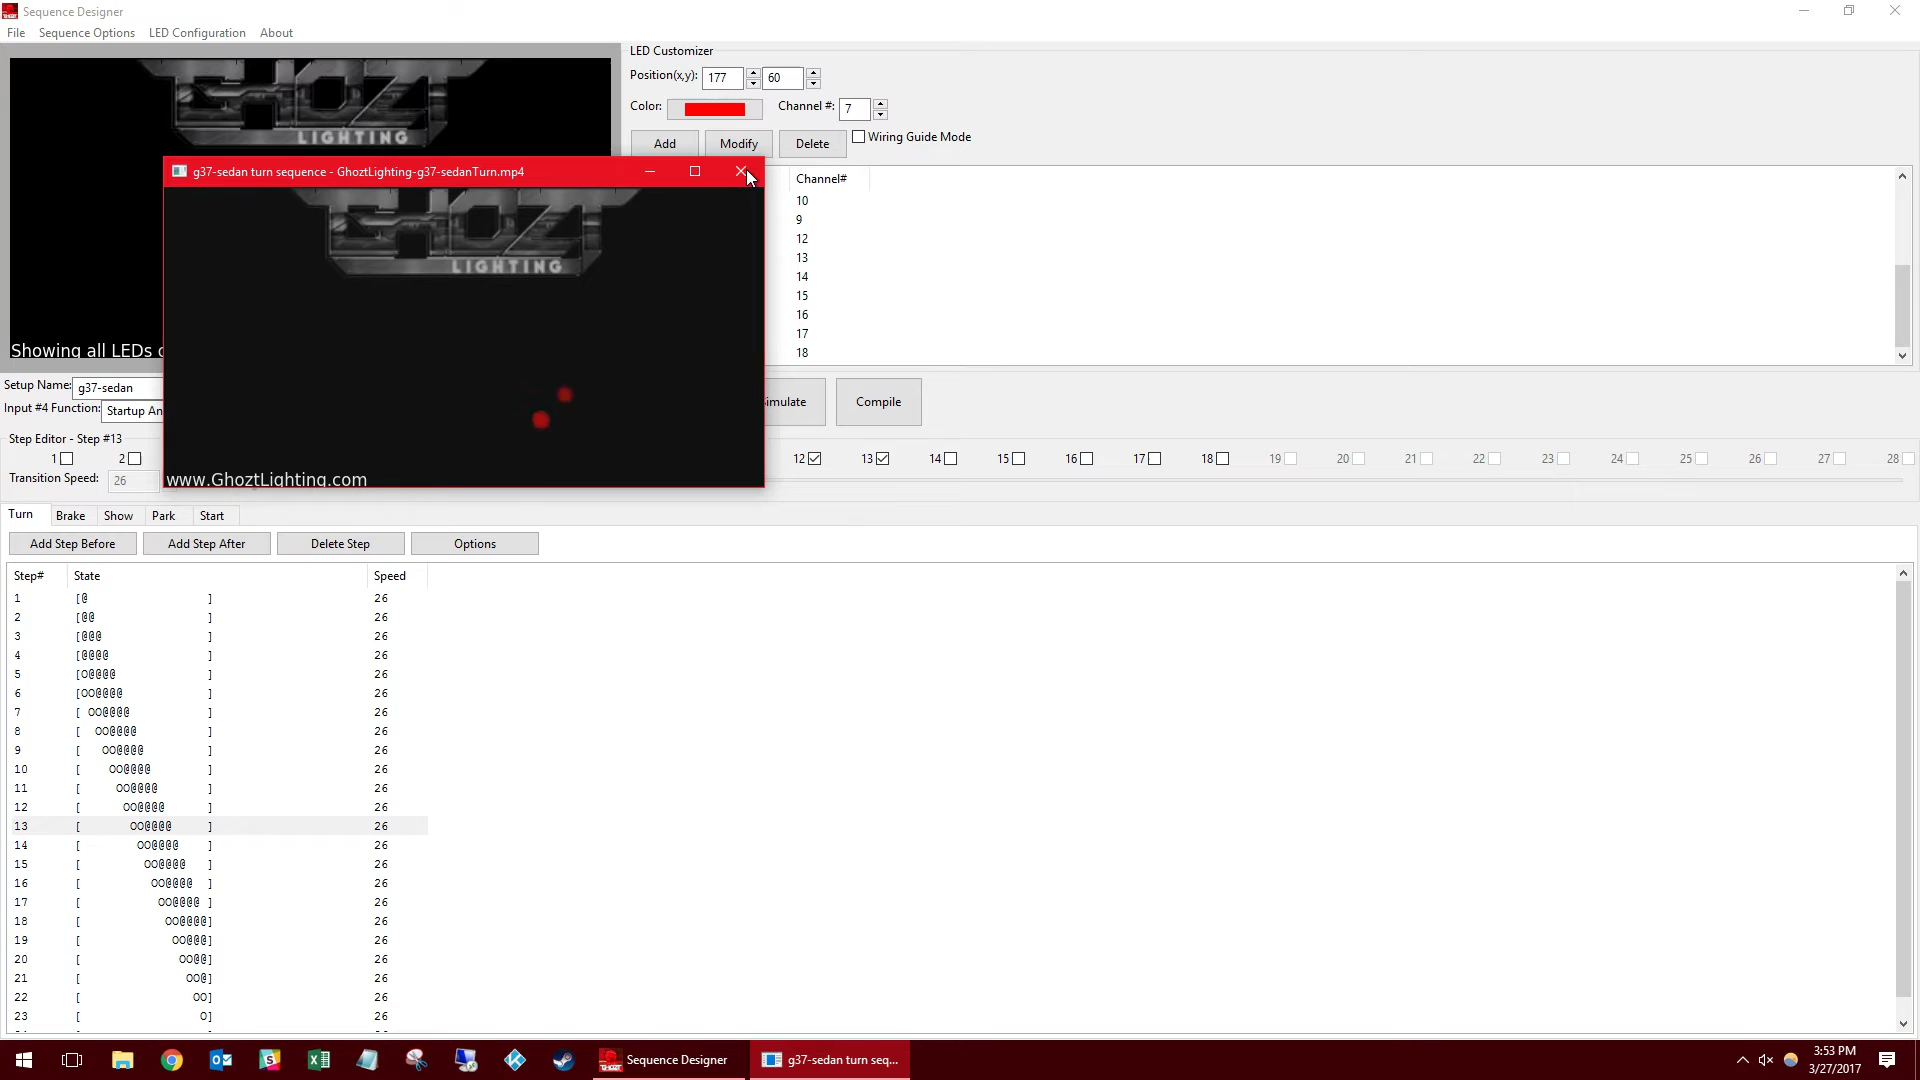 Sequence Designer
File Sequence Options LED Configuration About
GHOZT
LIGHTING
Showing all LEDs
LED Customizer
Position(x,y): 177 60
Color: Channel #: 7
Add Modify Delete Wiring Guide Mode
Channel#
10
9
12
13
14
15
16
17
18
g37-sedan turn sequence - GhoztLighting-g37-sedanTurn.mp4
GHOZT
LIGHTING
www.GhoztLighting.com
Setup Name: g37-sedan
Input #4 Function: Startup An
imulate Compile
Step Editor - Step #13
1 2 12 13 14 15 16 17 18 19 20 21 22 23 24 25 26 27 28
Transition Speed: 26
Turn Brake Show Park Start
Add Step Before Add Step After Delete Step Options
Step# State Speed
1 [@ ] 26
2 [@@ ] 26
3 [@@@ ] 26
4 [@@@@ ] 26
5 [O@@@@ ] 26
6 [OO@@@@ ] 26
7 [ OO@@@@ ] 26
8 [  OO@@@@ ] 26
9 [   OO@@@@ ] 26
10 [    OO@@@@ ] 26
11 [     OO@@@@ ] 26
12 [      OO@@@@ ] 26
13 [       OO@@@@ ] 26
14 [        OO@@@@ ] 26
15 [         OO@@@@ ] 26
16 [          OO@@@@ ] 26
17 [           OO@@@@ ] 26
18 [            OO@@@@] 26
19 [             OO@@@] 26
20 [              OO@@] 26
21 [               OO@] 26
22 [                OO] 26
23 [                 O] 26
Sequence Designer g37-sedan turn seq...
3:53 PM
3/27/2017